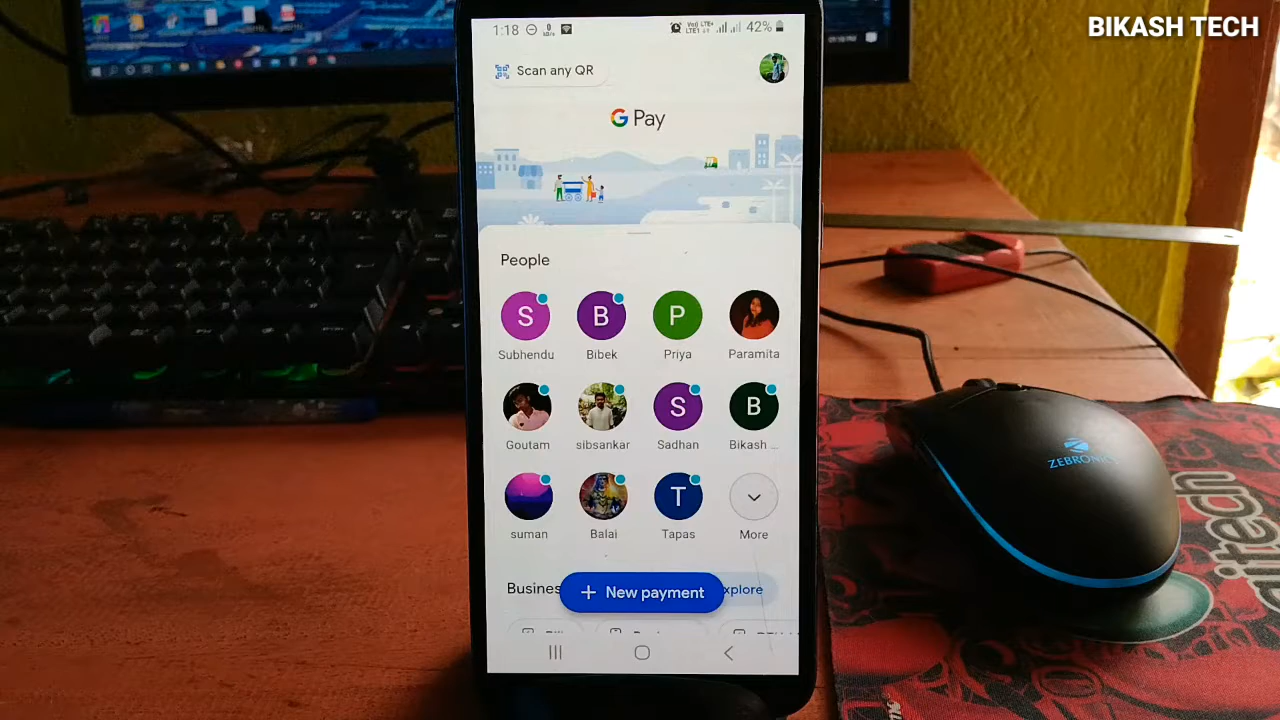 BIKASH TECH
1:18
42%
Scan any QR
G Pay
People
Subhendu
Bibek
Priya
Paramita
Goutam
sibsankar
Sadhan
Bikash ...
suman
Balai
Tapas
More
S
B
P
S
B
T
Business
+ New payment
xplore
ZEBRONICS